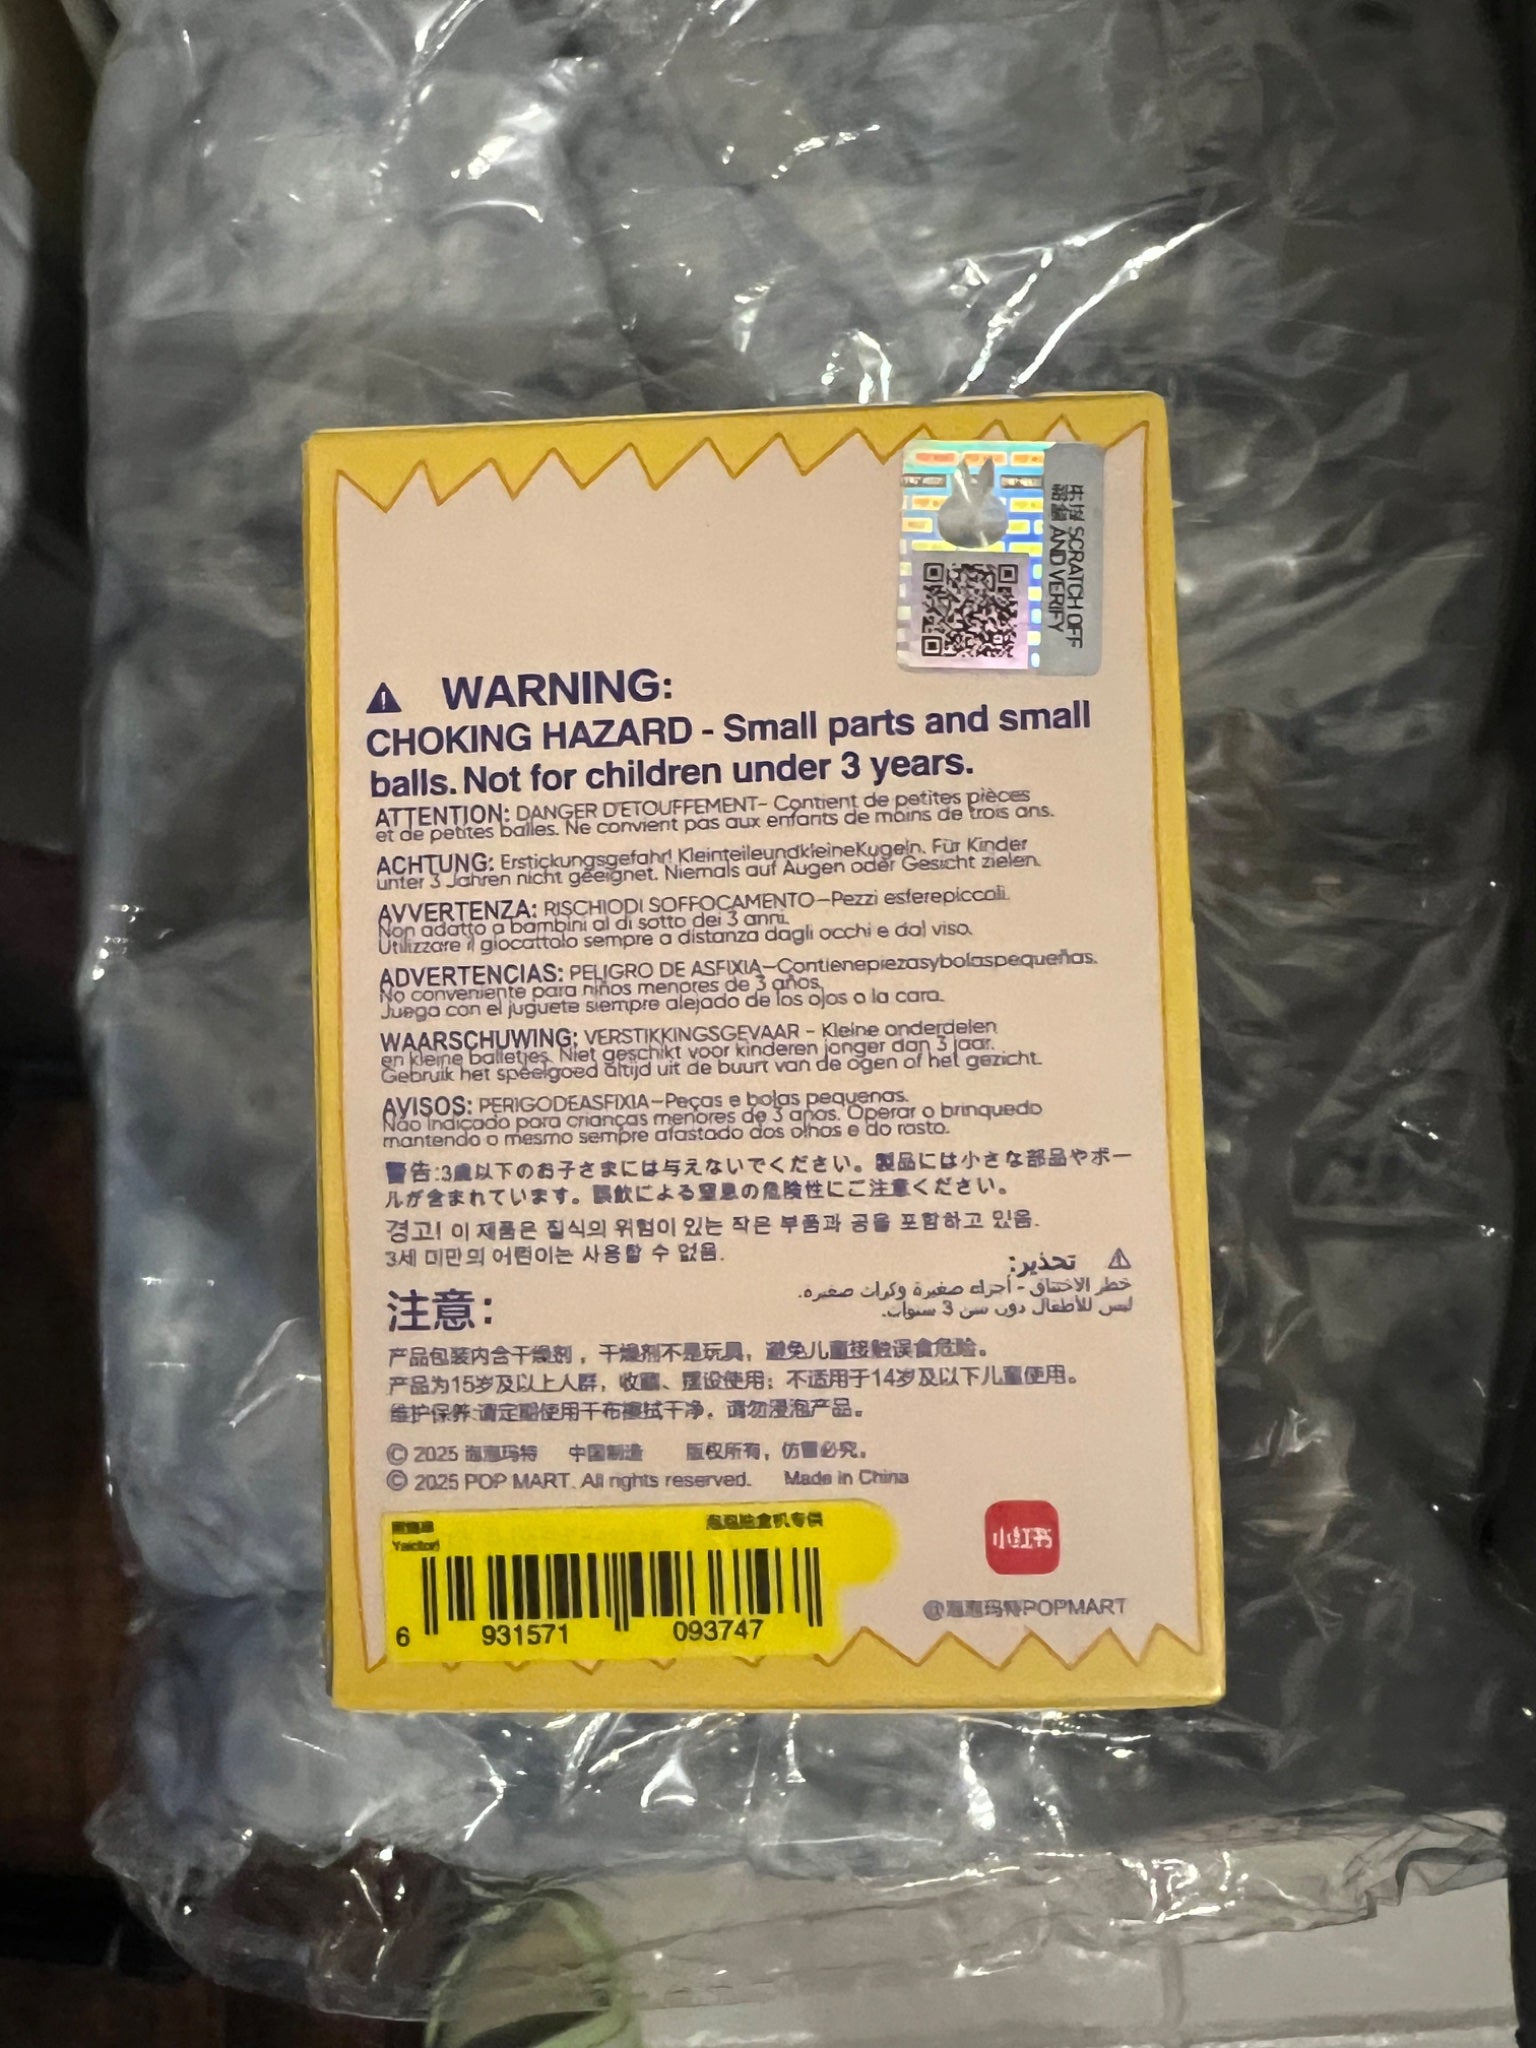 乐拉 SCRATCH OFF
AND VERIFY
WARNING:
CHOKING HAZARD - Small parts and small
balls. Not for children under 3 years.
ATTENTION: DANGER D'ETOUFFEMENT- Contient de petites pièces
et de petites balles. Ne convient pas aux enfants de moins de trois ans.
ACHTUNG: Erstickungsgefahr! KleinteileundkleineKugeln. Für Kinder
unter 3 Jahren nicht geeignet. Niemals auf Augen oder Gesicht zielen.
AVVERTENZA: RISCHIODI SOFFOCAMENTO-Pezzi esferepiccoli.
Non adatto a bambini al di sotto dei 3 anni.
Utilizzare il giocattolo sempre a distanza dagli occhi e dal viso.
ADVERTENCIAS: PELIGRO DE ASFIXIA-Contienepiezasybolaspequeñas.
No conveniente para niños menores de 3 años.
Juega con el juguete siempre alejado de los ojos o la cara.
WAARSCHUWING: VERSTIKKINGSGEVAAR - Kleine onderdelen
en kleine balletjes. Niet geschikt voor kinderen jonger dan 3 jaar.
Gebruik het speelgoed altijd uit de buurt van de ogen of het gezicht.
AVISOS: PERIGODEASFIXIA-Peças e bolas pequenas.
Não indicado para crianças menores de 3 anos. Operar o brinquedo
mantendo o mesmo sempre afastado dos olhos e do rosto.
警告:3歳以下のお子さまには与えないでください。製品には小さな部品やボー
ルが含まれています。誤飲による窒息の危険性にご注意ください。
경고! 이 제품은 질식의 위험이 있는 작은 부품과 공을 포함하고 있음.
3세 미만의 어린이는 사용할 수 없음.
تحذير:
خطر الاختناق - أجزاء صغيرة وكرات صغيرة.
ليس للأطفال دون سن 3 سنوات.
注意：
产品包装内含干燥剂，干燥剂不是玩具，避免儿童接触误食危险。
产品为15岁及以上人群，收藏、摆设使用；不适用于14岁及以下儿童使用。
维护保养:请定期使用干布擦拭干净，请勿浸泡产品。
© 2025 泡泡玛特 中国制造 版权所有，仿冒必究。
© 2025 POP MART. All rights reserved. Made in China
6 931571 093747
小红书
@泡泡玛特POPMART